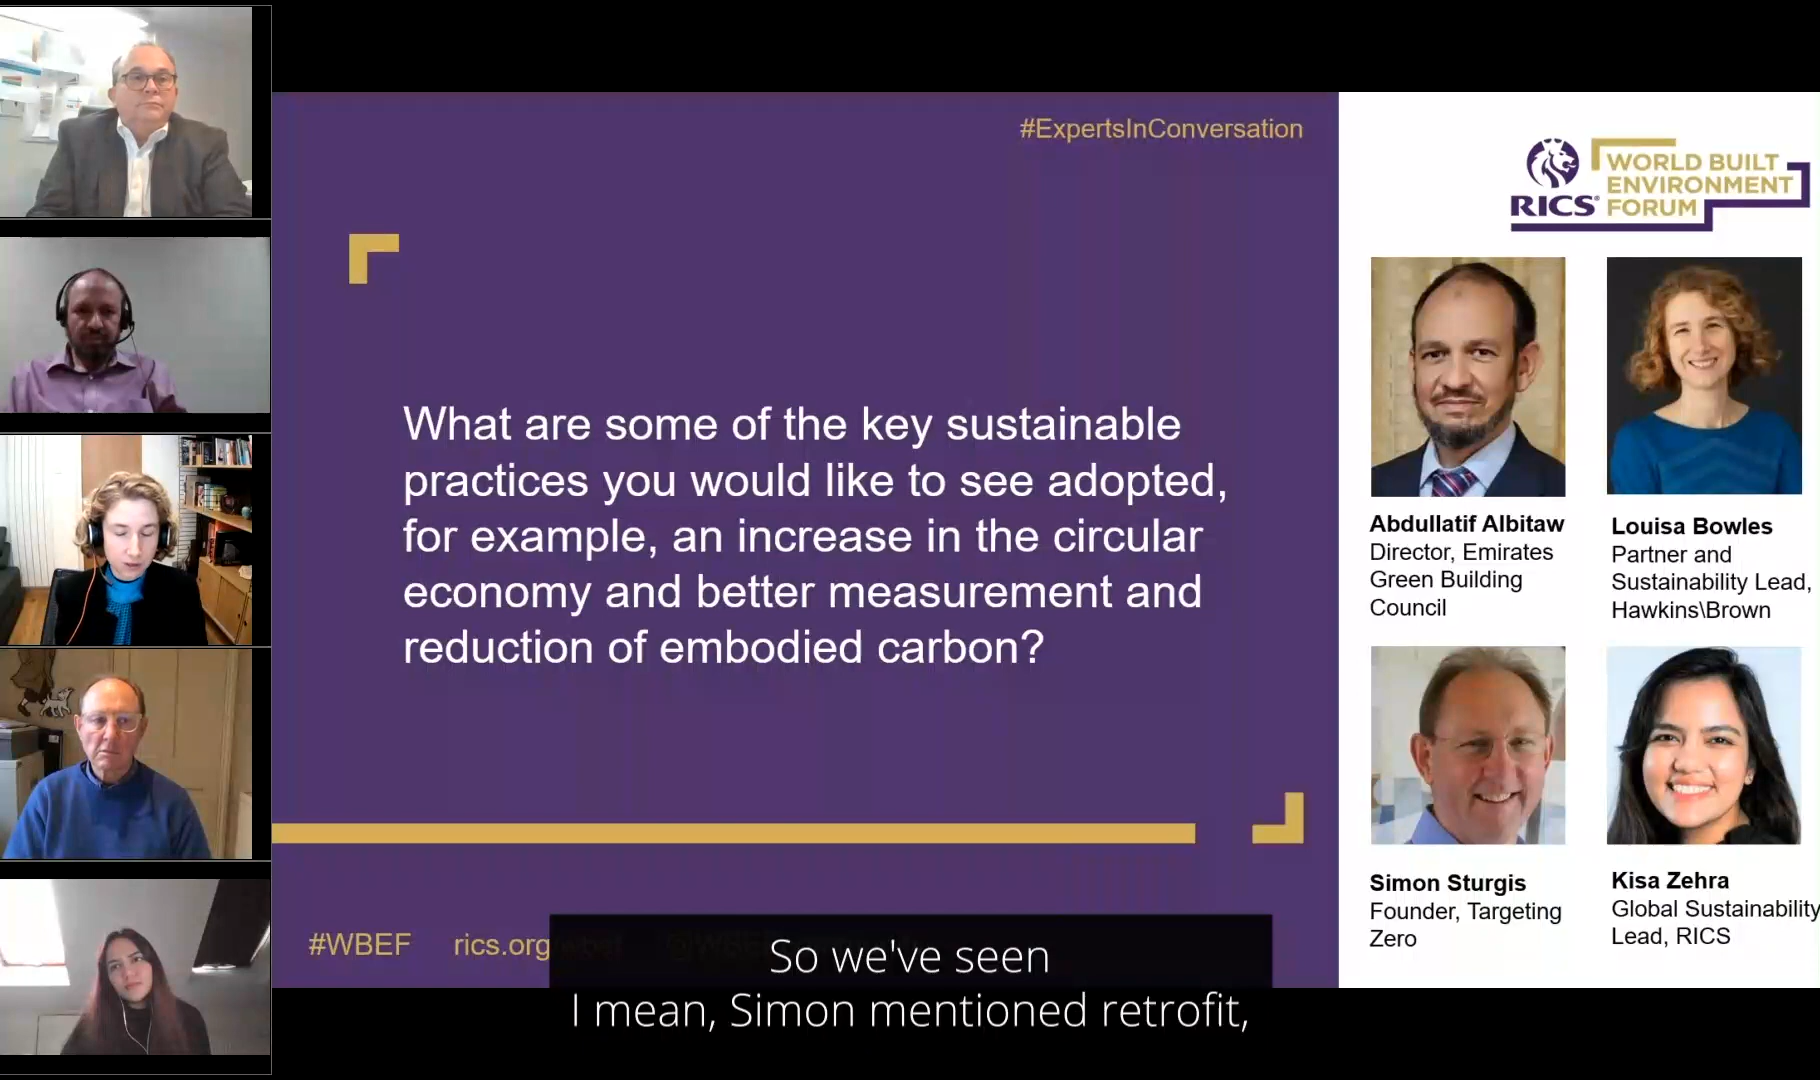 #ExpertsInConversation
What are some of the key sustainable
practices you would like to see adopted,
for example, an increase in the circular
economy and better measurement and
reduction of embodied carbon?
#WBEF rics.org
RICS
WORLD BUILT
ENVIRONMENT
FORUM
Abdullatif Albitaw
Director, Emirates
Green Building
Council
Louisa Bowles
Partner and
Sustainability Lead,
Hawkins\Brown
Simon Sturgis
Founder, Targeting
Zero
Kisa Zehra
Global Sustainability
Lead, RICS
So we've seen
I mean, Simon mentioned retrofit,